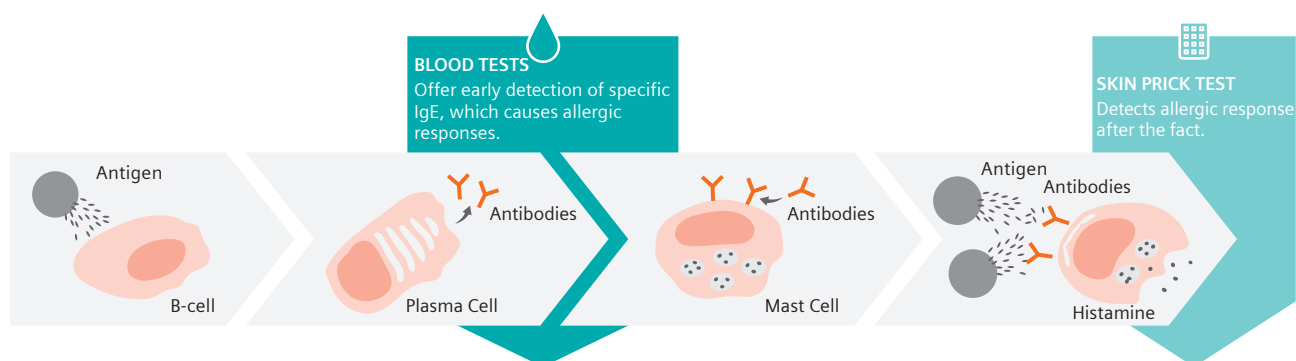 BLOOD TESTS
Offer early detection of specific
IgE, which causes allergic
responses.
SKIN PRICK TEST
Detects allergic response
after the fact.
Antigen
B-cell
Antibodies
Plasma Cell
Antibodies
Mast Cell
Antigen
Antibodies
Histamine